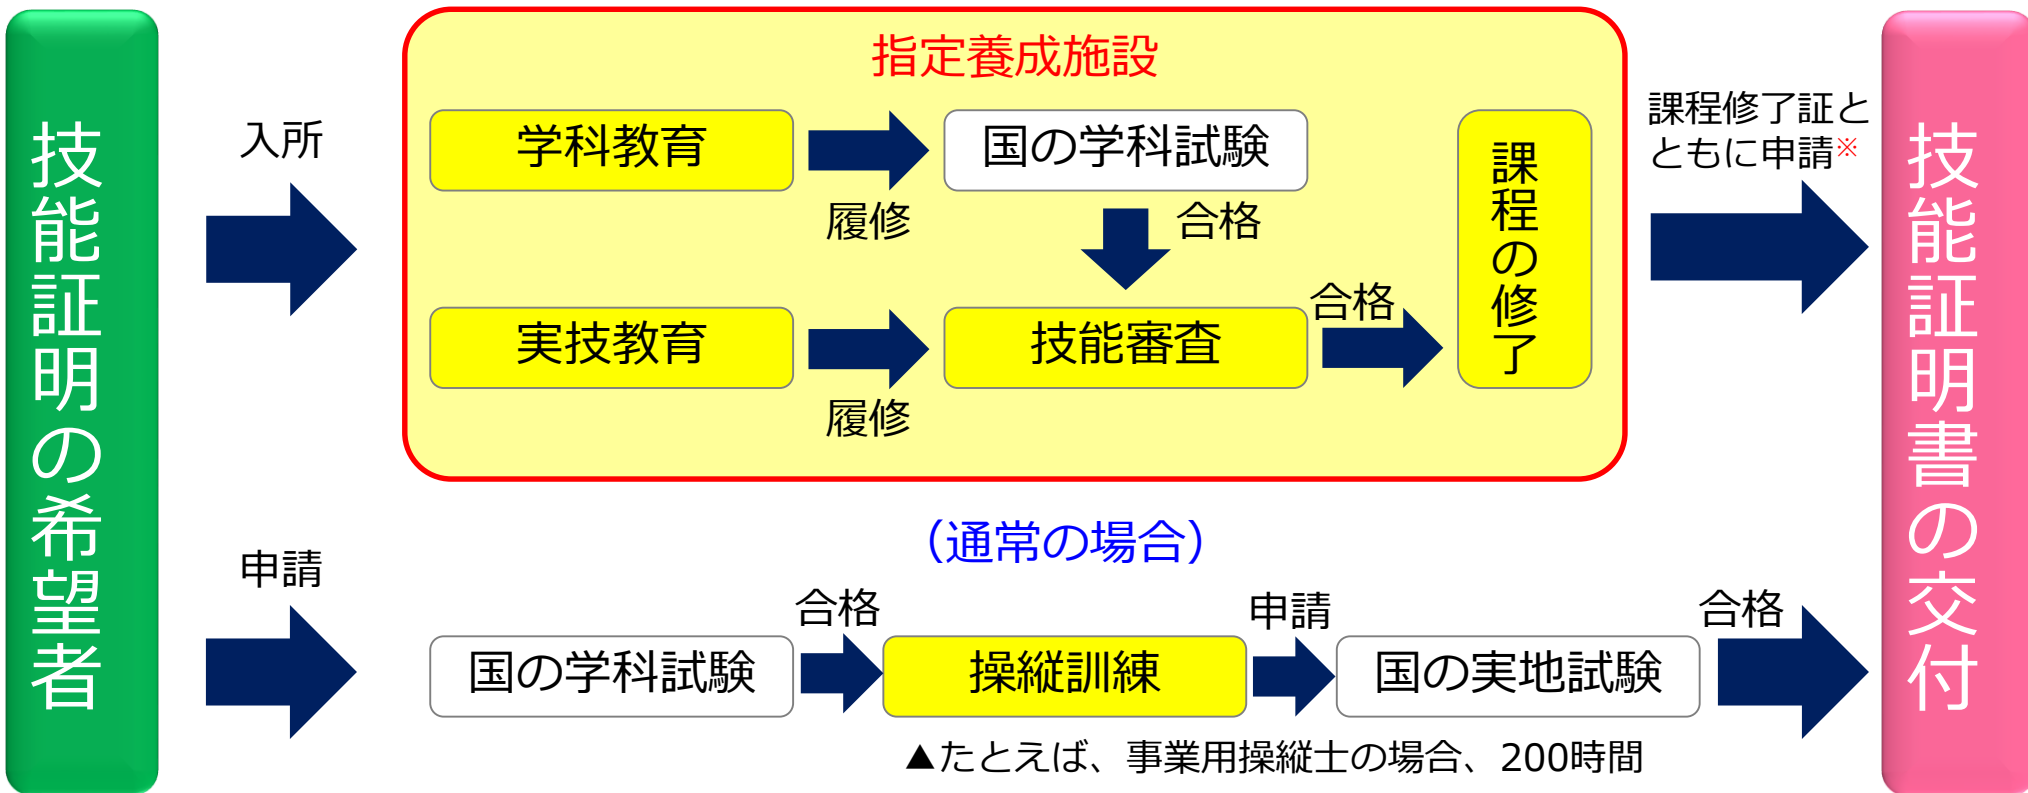 技能証明の希望者
入所
指定養成施設
学科教育
履修
国の学科試験
合格
実技教育
履修
技能審査
合格
課程の修了
課程修了証と
ともに申請※
技能証明書の交付
(通常の場合)
申請
国の学科試験
合格
操縦訓練
申請
国の実地試験
合格
▲たとえば、事業用操縦士の場合、200時間